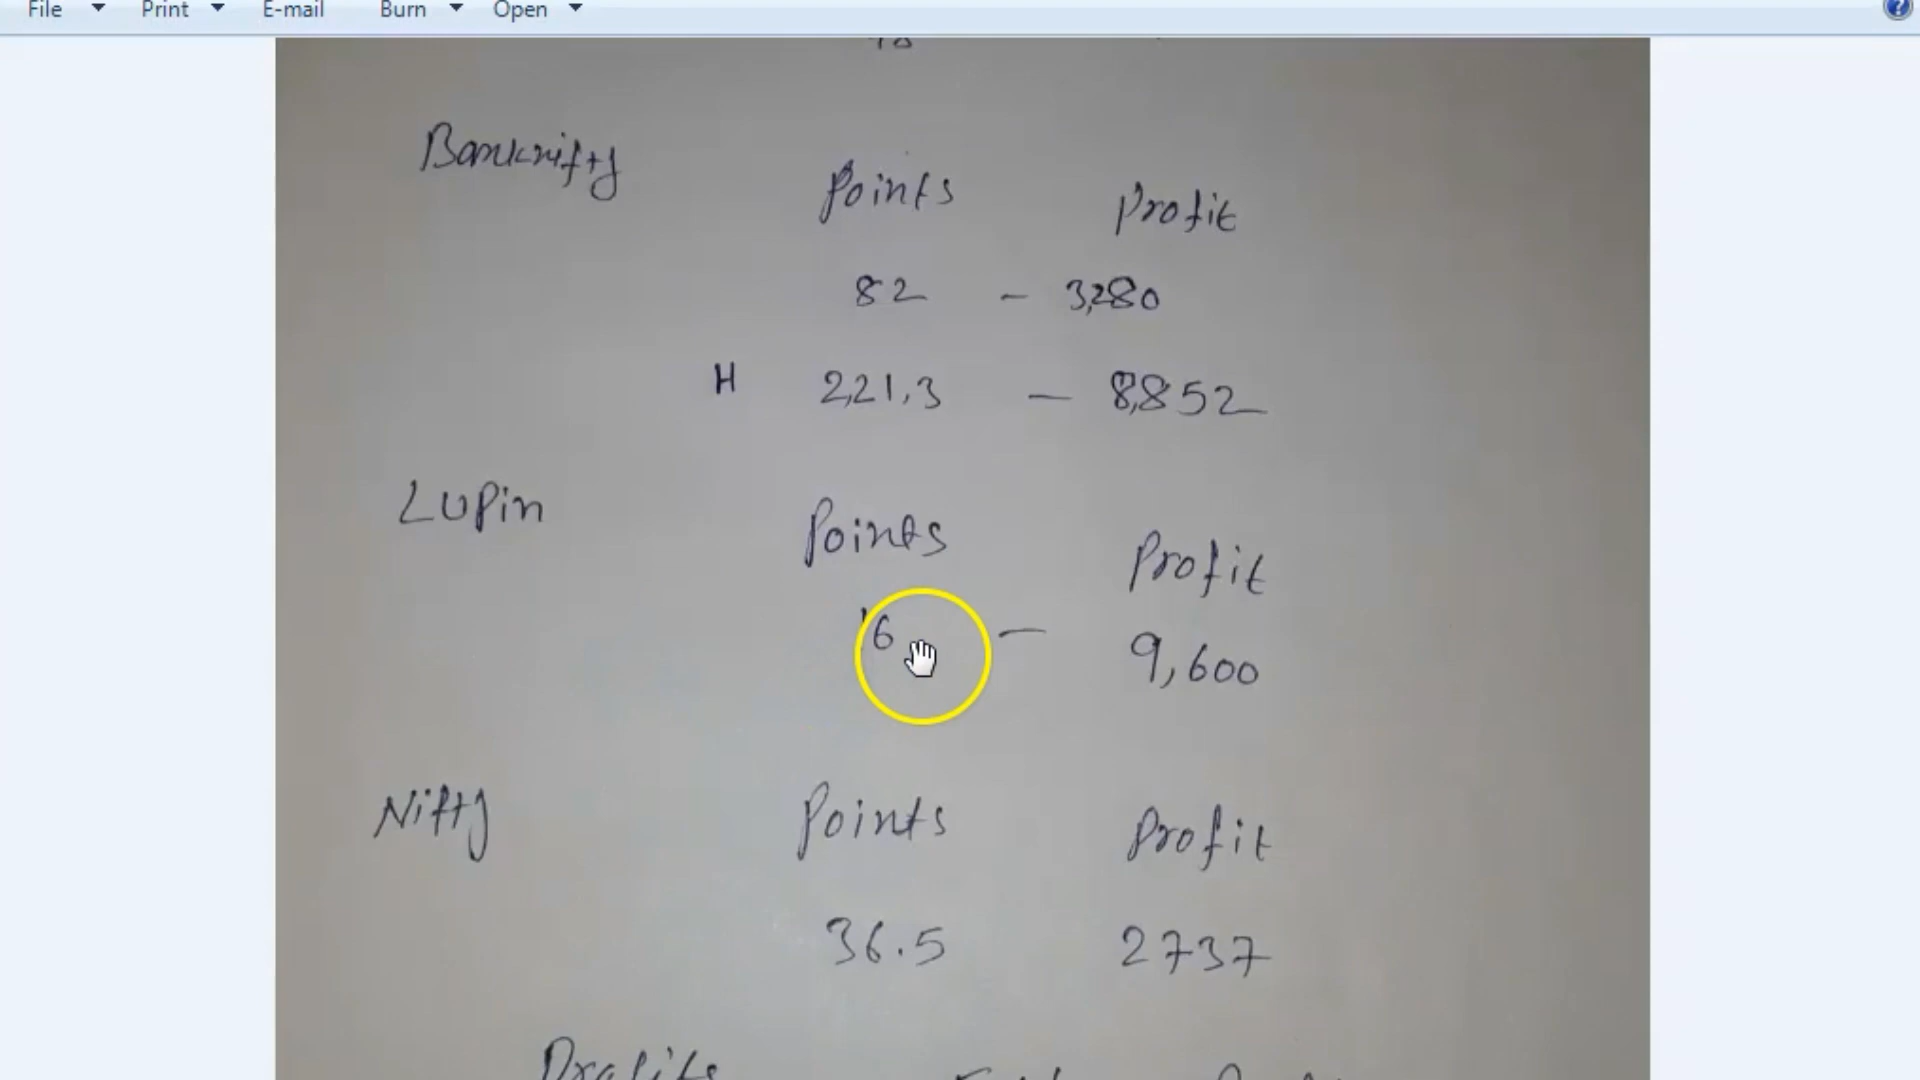 File Print E-mail Burn Open
Banknifty
Points Profit
82 - 3,280
H 221.3 - 8,852
Lupin
Points Profit
16 - 9,600
Nifty
Points Profit
36.5 2737